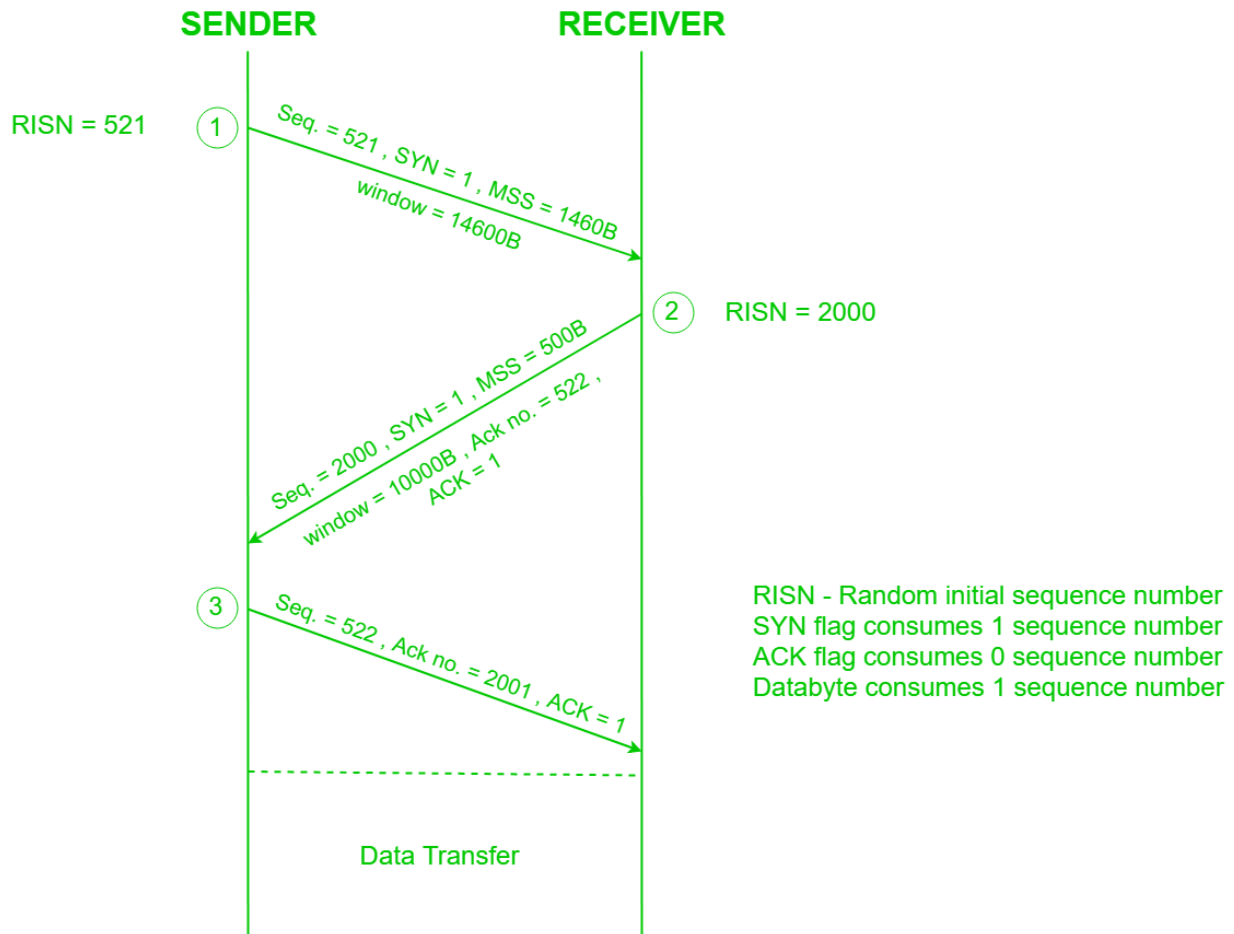 SENDER
RECEIVER
RISN = 521
1
Seq. = 521 , SYN = 1 , MSS = 1460B
window = 14600B
2
RISN = 2000
Seq. = 2000 , SYN = 1 , MSS = 500B
window = 10000B , Ack no. = 522 ,
ACK = 1
3
Seq. = 522 , Ack no. = 2001 , ACK = 1
RISN - Random initial sequence number
SYN flag consumes 1 sequence number
ACK flag consumes 0 sequence number
Databyte consumes 1 sequence number
Data Transfer